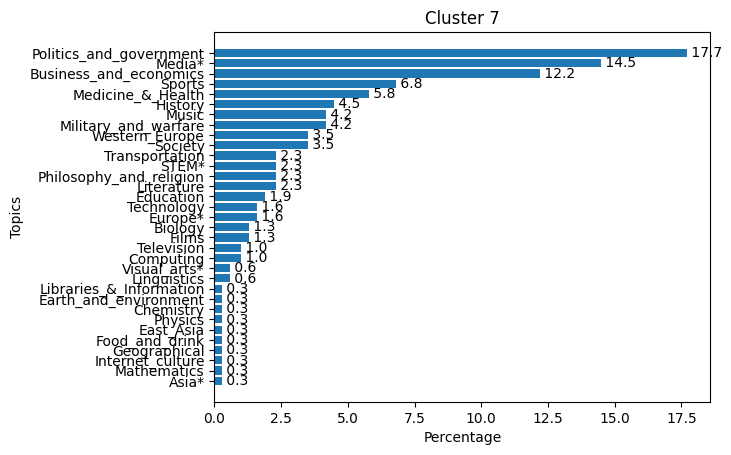 Cluster 7
Topics
Politics_and_government 17.7
Media* 14.5
Business_and_economics 12.2
Sports 6.8
Medicine_&_Health 5.8
History 4.5
Music 4.2
Military_and_warfare 4.2
Western_Europe 3.5
Society 3.5
Transportation 2.3
STEM* 2.3
Philosophy_and_religion 2.3
Literature 2.3
Education 1.9
Technology 1.6
Europe* 1.6
Biology 1.3
Films 1.3
Television 1.0
Computing 1.0
Visual_arts* 0.6
Linguistics 0.6
Libraries_&_Information 0.3
Earth_and_environment 0.3
Chemistry 0.3
Physics 0.3
East_Asia 0.3
Food_and_drink 0.3
Geographical 0.3
Internet_culture 0.3
Mathematics 0.3
Asia* 0.3
0.0 2.5 5.0 7.5 10.0 12.5 15.0 17.5
Percentage